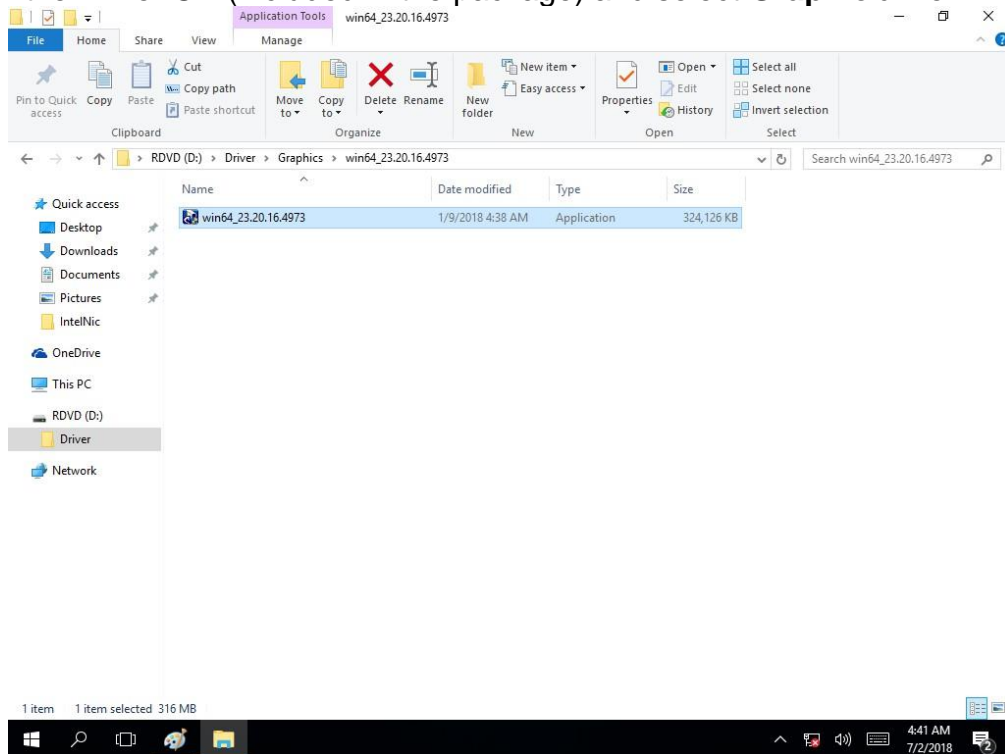 Application Tools win64_23.20.16.4973
File Home Share View Manage
Pin to Quick access
Copy
Paste
Cut
Copy path
Paste shortcut
Clipboard
Move to
Copy to
Delete
Rename
Organize
New folder
New item
Easy access
New
Properties
Open
Edit
History
Open
Select all
Select none
Invert selection
Select
RDVD (D:) > Driver > Graphics > win64_23.20.16.4973
Search win64_23.20.16.4973
Name Date modified Type Size
win64_23.20.16.4973 1/9/2018 4:38 AM Application 324,126 KB
Quick access
Desktop
Downloads
Documents
Pictures
IntelNic
OneDrive
This PC
RDVD (D:)
Driver
Network
1 item 1 item selected 316 MB
4:41 AM
7/2/2018
2